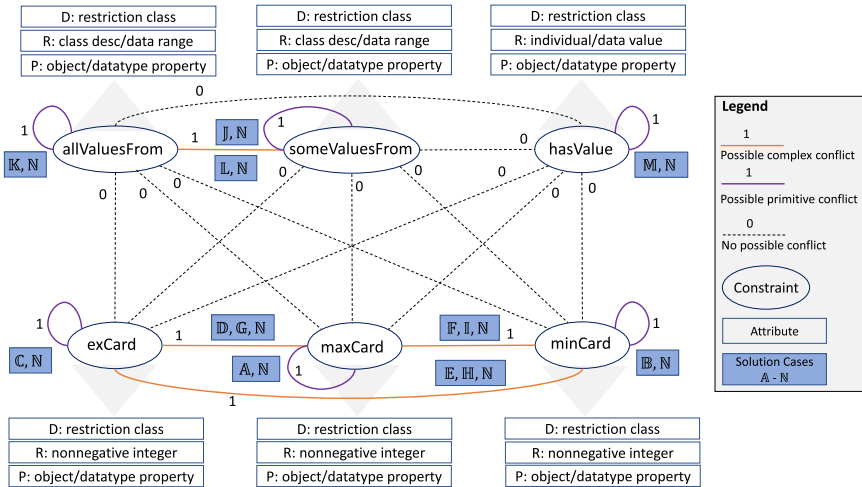 D: restriction class
D: restriction class
D: restriction class
R: class desc/data range
R: class desc/data range
R: individual/data value
P: object/datatype property
P: object/datatype property
P: object/datatype property
0
1
allValuesFrom
𝕂, ℕ
1
𝕁, ℕ
𝕃, ℕ
1
someValuesFrom
0
hasValue
1
𝕄, ℕ
0
0
0
0
0
0
0
0
0
1
exCard
ℂ, ℕ
1
𝔻, 𝔾, ℕ
𝔸, ℕ
maxCard
1
𝔽, 𝕀, ℕ
1
𝔼, ℍ, ℕ
minCard
1
𝔹, ℕ
1
D: restriction class
D: restriction class
D: restriction class
R: nonnegative integer
R: nonnegative integer
R: nonnegative integer
P: object/datatype property
P: object/datatype property
P: object/datatype property
Legend
1
Possible complex conflict
1
Possible primitive conflict
0
No possible conflict
Constraint
Attribute
Solution Cases
𝔸 - ℕ